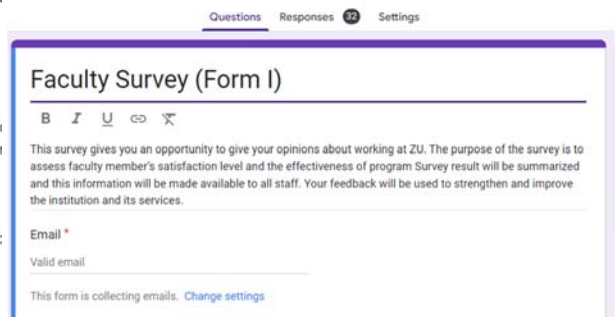 Questions Responses 32 Settings
Faculty Survey (Form I)
B I U
This survey gives you an opportunity to give your opinions about working at ZU. The purpose of the survey is to
assess faculty member's satisfaction level and the effectiveness of program Survey result will be summarized
and this information will be made available to all staff. Your feedback will be used to strengthen and improve
the institution and its services.
Email *
Valid email
This form is collecting emails. Change settings